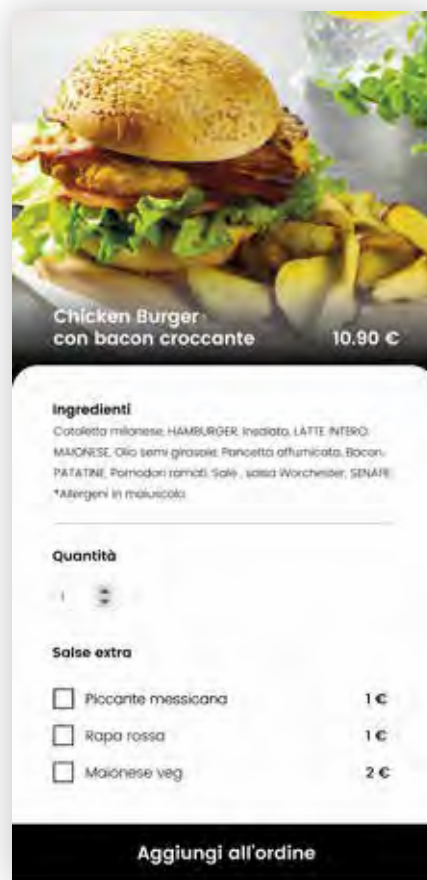 Chicken Burger
con bacon croccante 10.90 €
Ingredienti
Cotoletta milanese, HAMBURGER, Insalata, LATTE INTERO,
MAIONESE, Olio semi girasole, Pancetta affumicata, Bacon,
PATATINE, Pomodori ramati, Sale , salsa Worchester, SENAPE
*Allergeni in maiuscolo
Quantità
1
Salse extra
Piccante messicana 1 €
Rapa rossa 1 €
Maionese veg 2 €
Aggiungi all'ordine